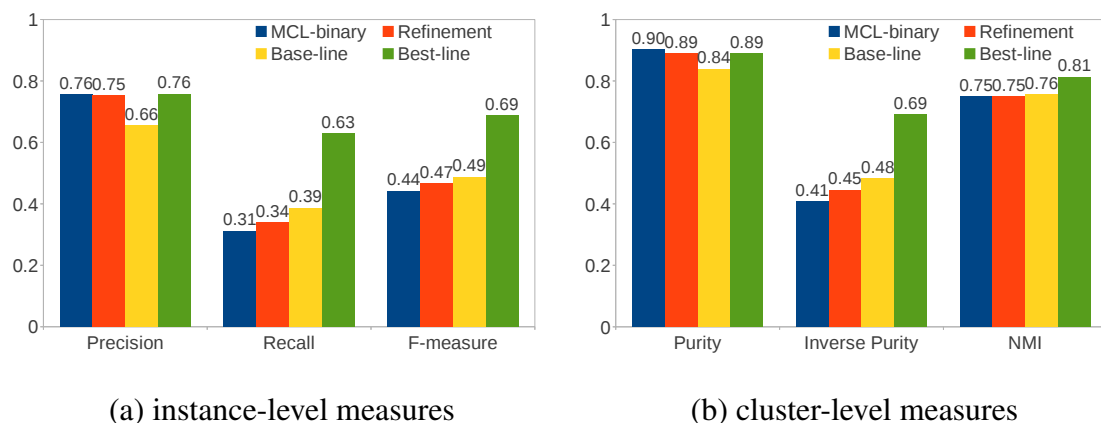 1
0.8
0.6
0.4
0.2
0
MCL-binary Refinement
Base-line Best-line
0.76 0.75 0.66 0.76
0.31 0.34 0.39 0.63
0.44 0.47 0.49 0.69
Precision Recall F-measure
(a) instance-level measures
1
0.8
0.6
0.4
0.2
0
MCL-binary Refinement
Base-line Best-line
0.90 0.89 0.84 0.89
0.41 0.45 0.48 0.69
0.75 0.75 0.76 0.81
Purity Inverse Purity NMI
(b) cluster-level measures